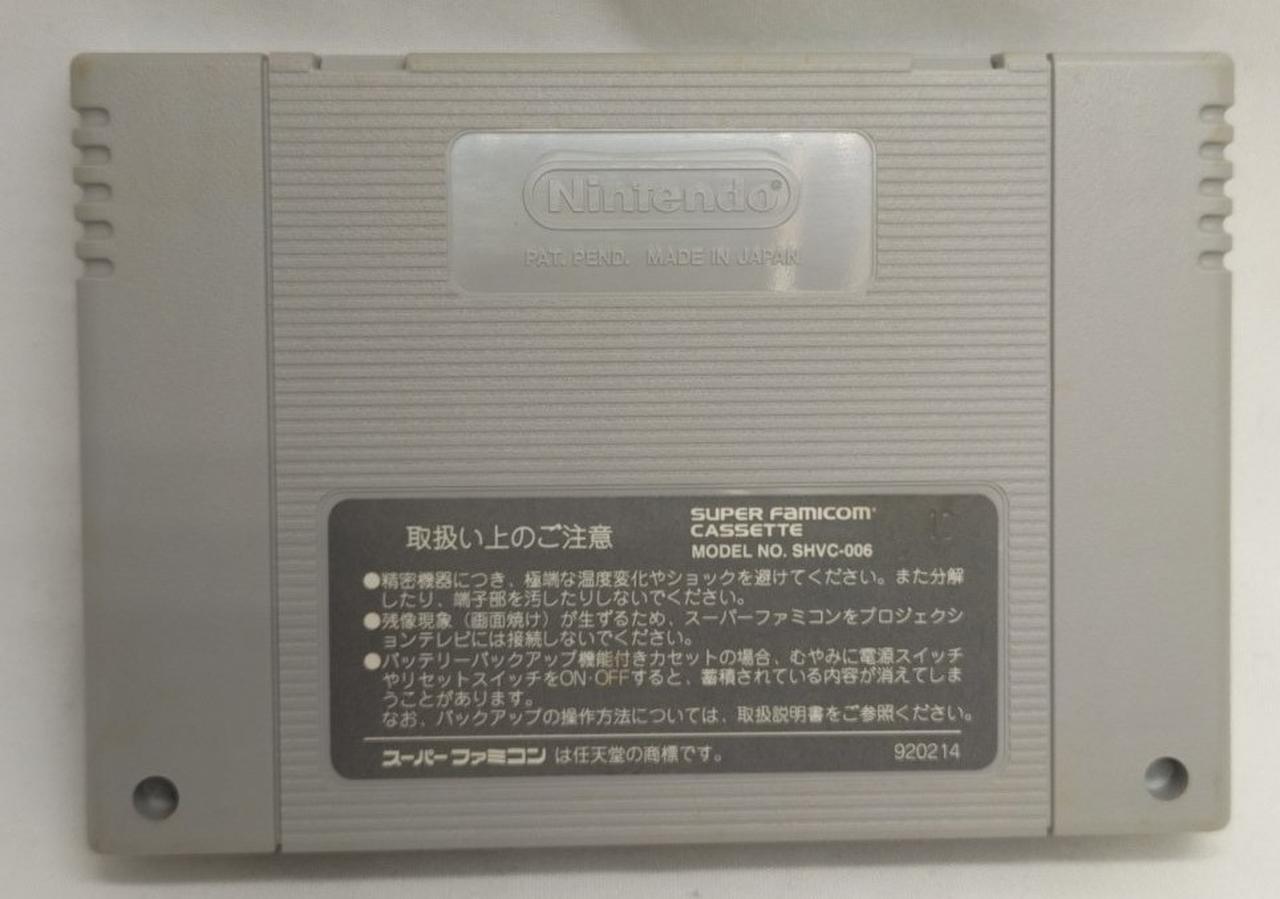 Nintendo®
PAT. PEND. MADE IN JAPAN
取扱い上のご注意
SUPER FAMICOM
CASSETTE
MODEL NO. SHVC-006
●精密機器につき、極端な温度変化やショックを避けてください。また分解
したり、端子部を汚したりしないでください。
●残像現象（画面焼け）が生ずるため、スーパーファミコンをプロジェクシ
ョンテレビには接続しないでください。
●バッテリーバックアップ機能付きカセットの場合、むやみに電源スイッチ
やリセットスイッチをON·OFFすると、蓄積されている内容が消えてしま
うことがあります。
なお、バックアップの操作方法については、取扱説明書をご参照ください。
スーパーファミコン は任天堂の商標です。 920214